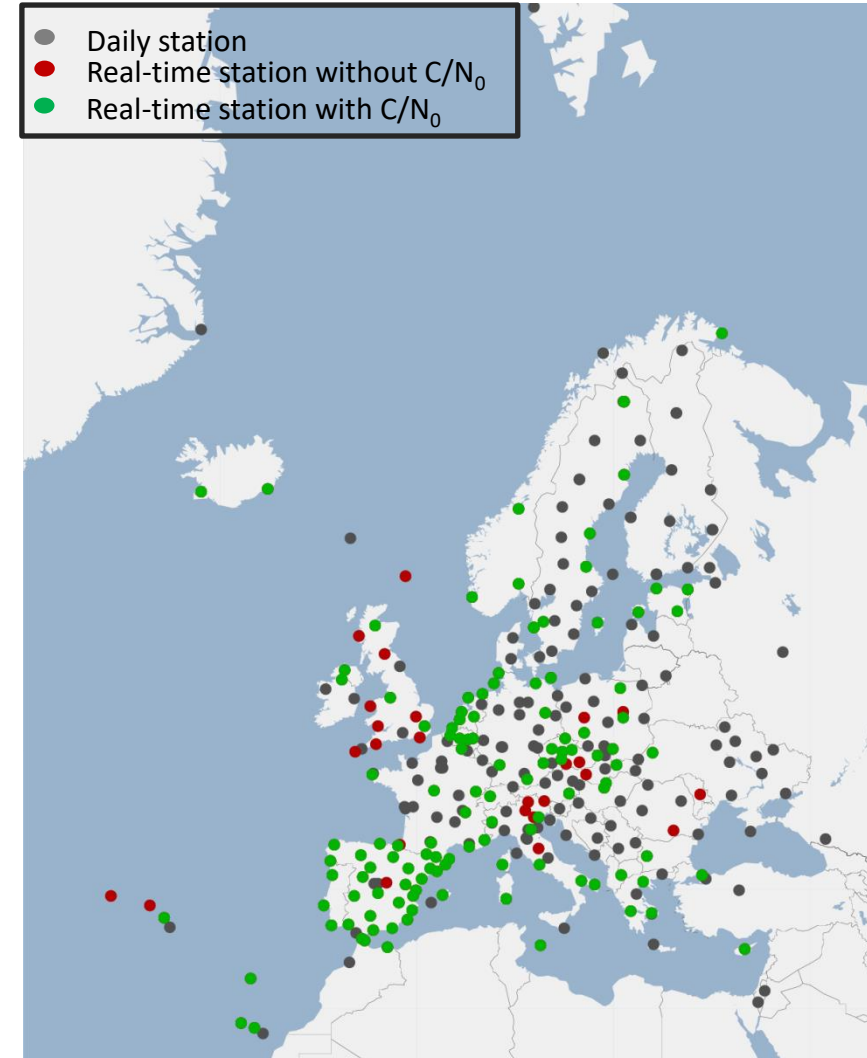 Daily station
Real-time station without C/N₀
Real-time station with C/N₀